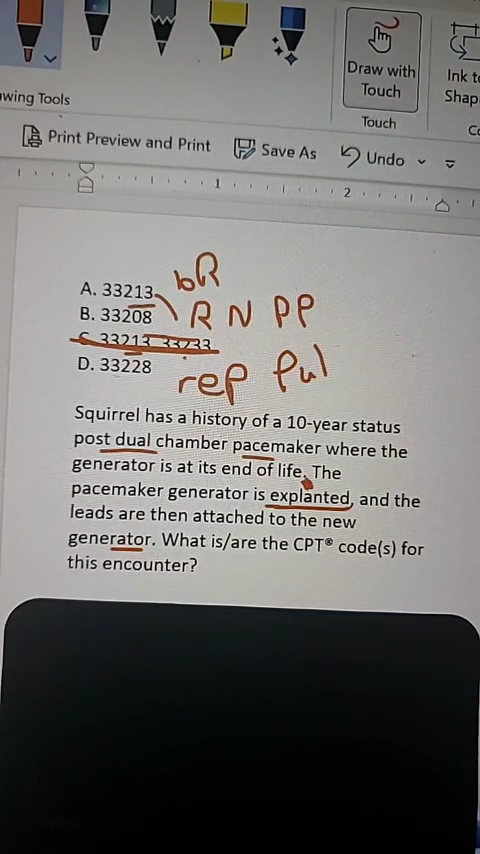 Draw with
Touch
Ink t
Shap
awing Tools
Touch
Print Preview and Print
Save As
Undo
1
2
bR
A. 33213
B. 33208
R N PP
C. 33213 33233
D. 33228
rep Pul
Squirrel has a history of a 10-year status
post dual chamber pacemaker where the
generator is at its end of life. The
pacemaker generator is explanted, and the
leads are then attached to the new
generator. What is/are the CPT® code(s) for
this encounter?